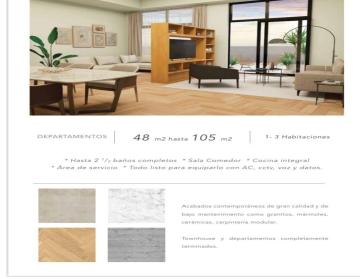 DEPARTAMENTOS | 48 m2 hasta 105 m2 | 1- 3 Habitaciones
* Hasta 2 ½ baños completos * Sala Comedor * Cocina integral
* Área de servicio * Todo listo para equiparlo con AC, cctv, voz y datos.
Acabados contemporáneos de gran calidad y de
bajo mantenimiento como granitos, mármoles,
cerámicas, carpintería modular.
Townhouse y departamentos completamente
terminados.